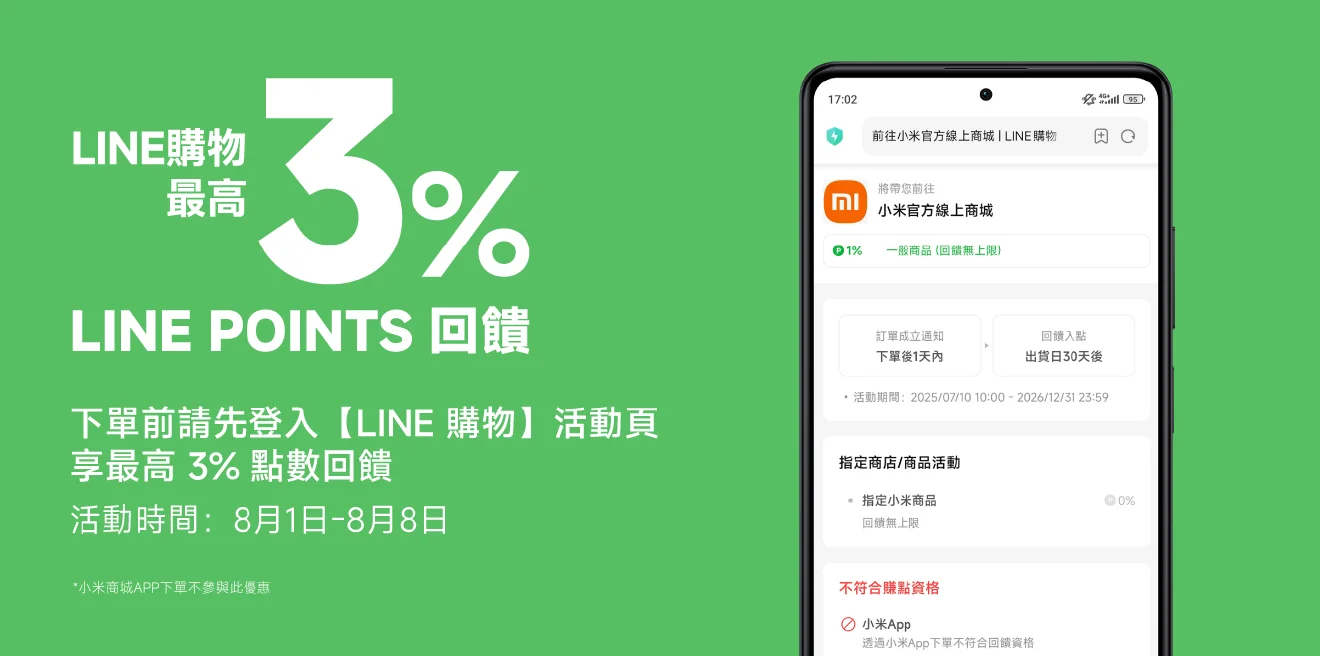 LINE購物
最高
3%
LINE POINTS 回饋
下單前請先登入【LINE 購物】活動頁
享最高 3% 點數回饋
活動時間：8月1日-8月8日
*小米商城APP下單不參與此優惠
17:02
4G+
95
前往小米官方線上商城 | LINE購物
mi
將帶您前往
小米官方線上商城
P 1% 一般商品 (回饋無上限)
訂單成立通知
下單後1天內
回饋入點
出貨日30天後
• 活動期間：2025/07/10 10:00 - 2026/12/31 23:59
指定商店/商品活動
指定小米商品
P 0%
回饋無上限
不符合賺點資格
小米App
透過小米App下單不符合回饋資格